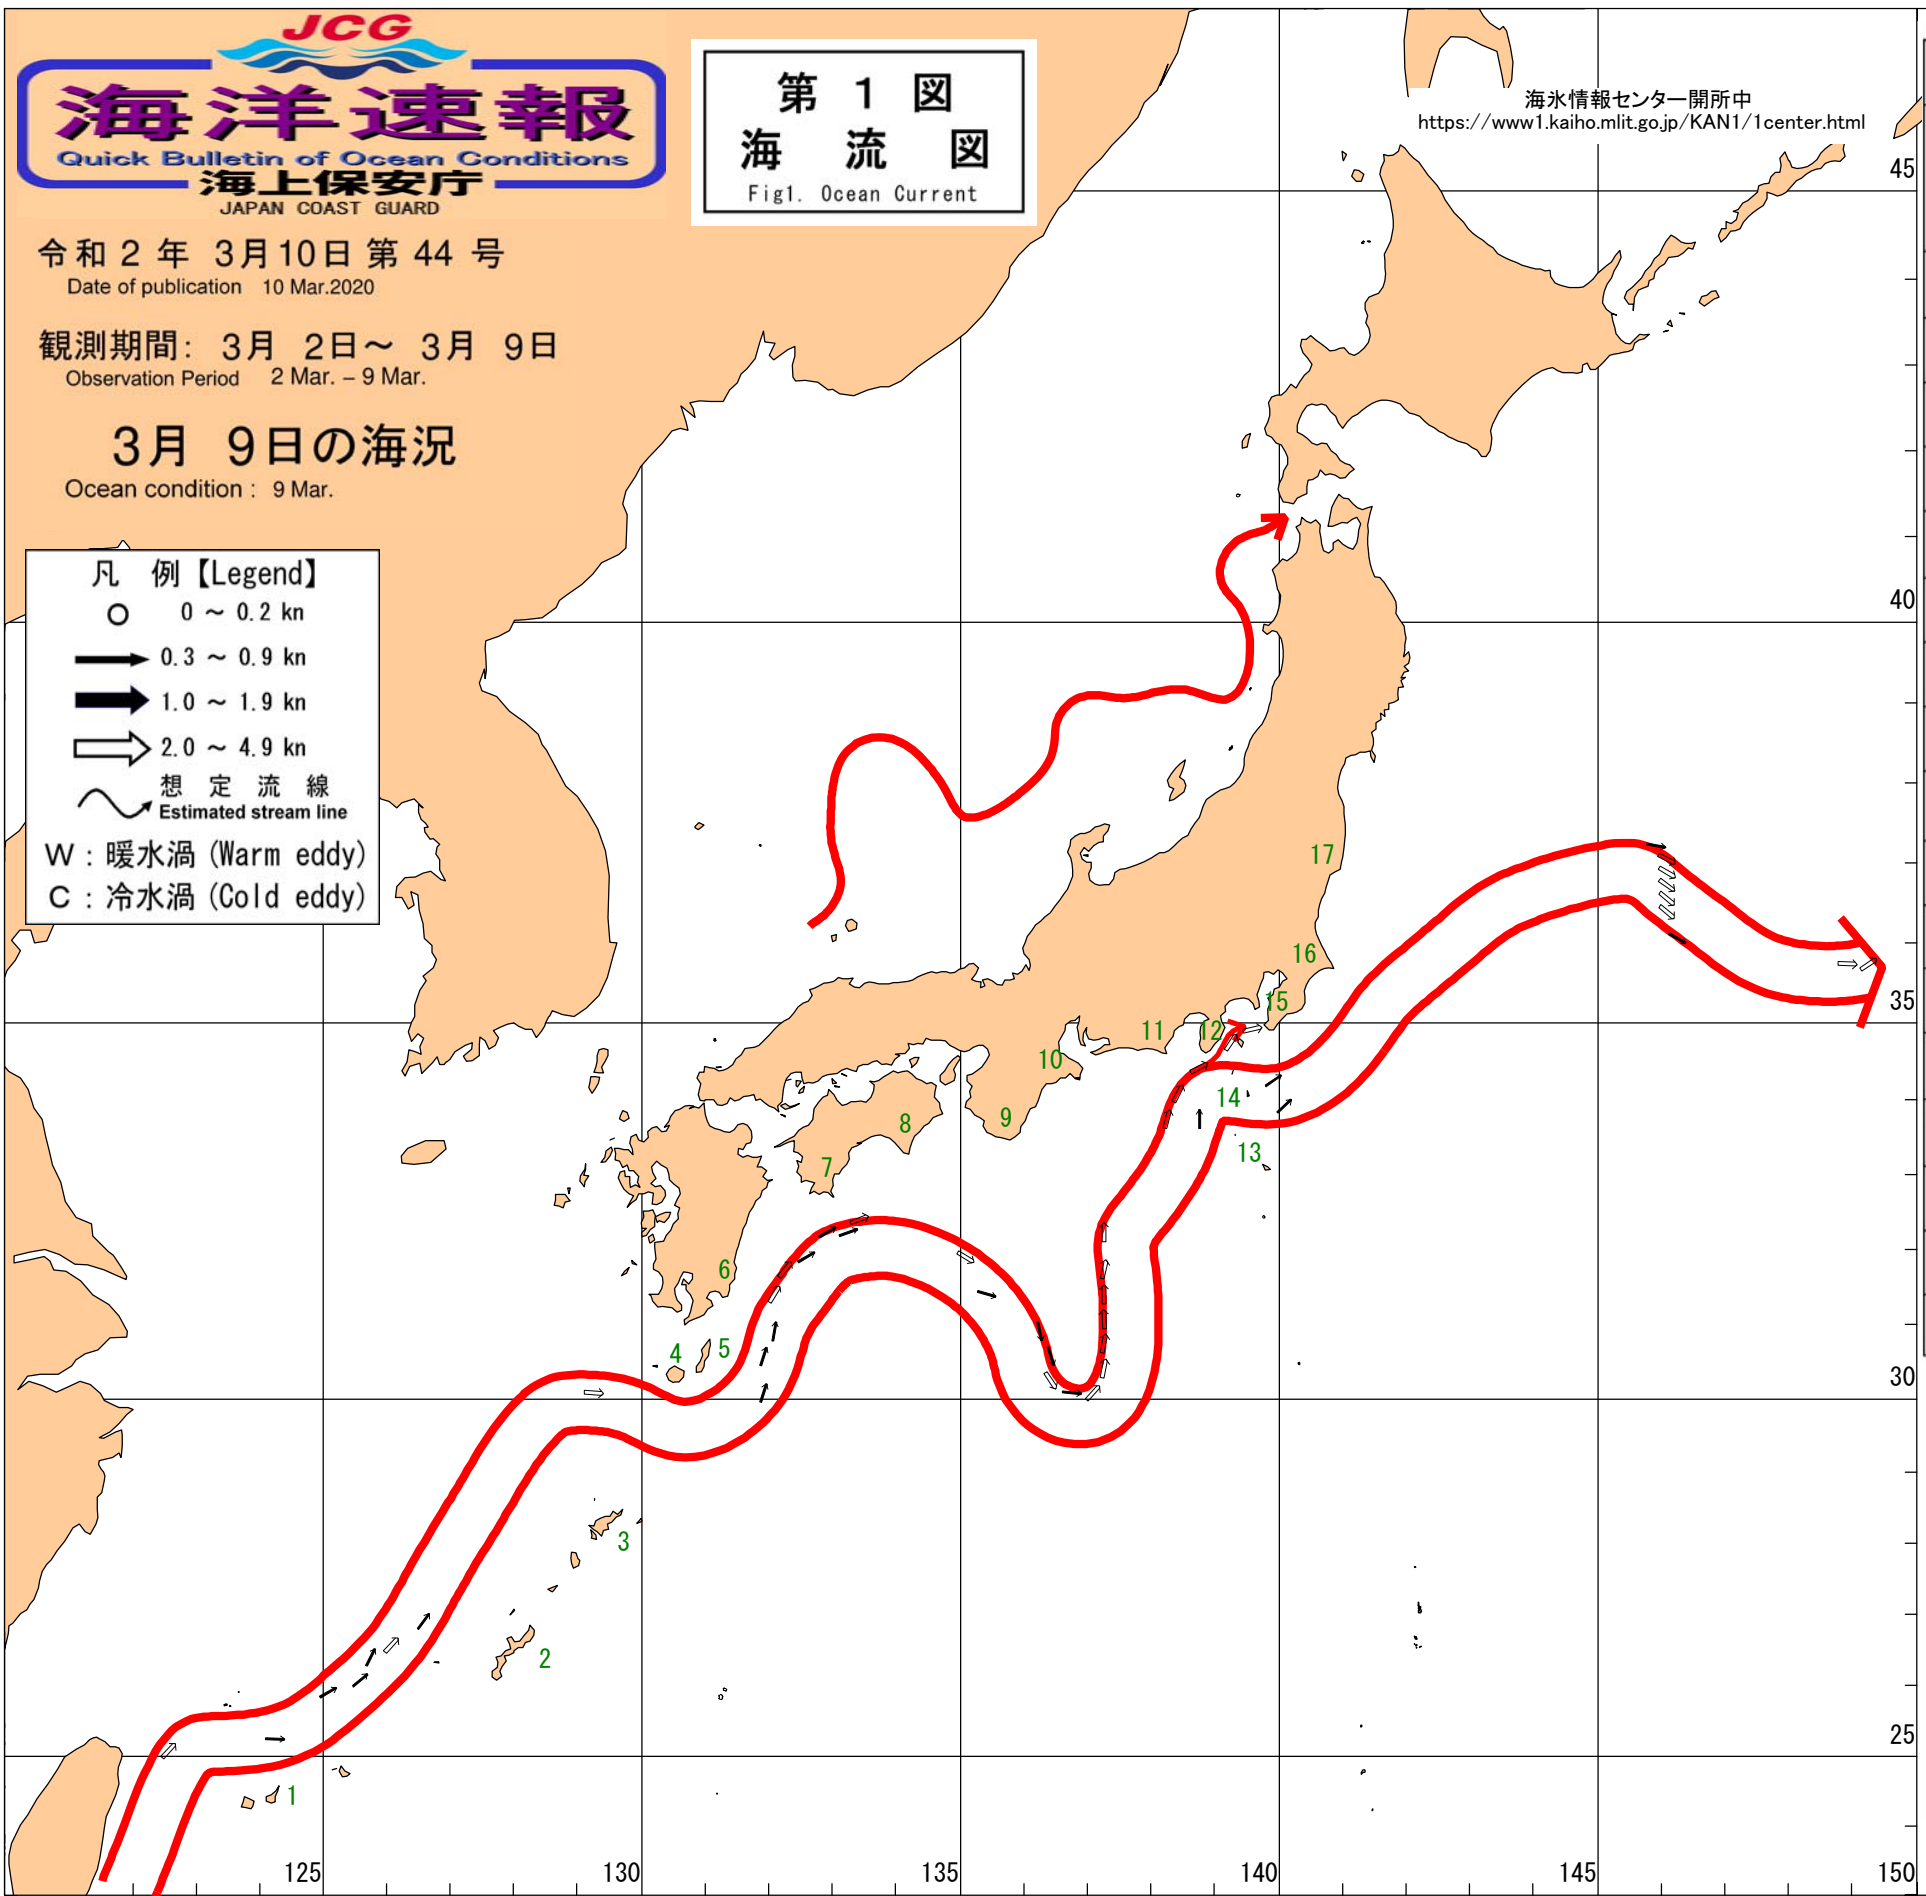 JCG
海洋速報
Quick Bulletin of Ocean Conditions
海上保安庁
JAPAN COAST GUARD
第 1 図
海 流 図
Fig1. Ocean Current
海氷情報センター開所中
https://www1.kaiho.mlit.go.jp/KAN1/1center.html
令和 2 年 3月10日 第 44 号
Date of publication 10 Mar.2020
観測期間: 3月 2日～ 3月 9日
Observation Period 2 Mar. – 9 Mar.
3月 9日の海況
Ocean condition : 9 Mar.
凡 例【Legend】
0 ～ 0.2 kn
0.3 ～ 0.9 kn
1.0 ～ 1.9 kn
2.0 ～ 4.9 kn
想 定 流 線
Estimated stream line
W : 暖水渦 (Warm eddy)
C : 冷水渦 (Cold eddy)
45
40
17
16
35
15
12
11
10
14
9
8
13
7
6
5
4
30
3
2
25
1
125
130
135
140
145
150